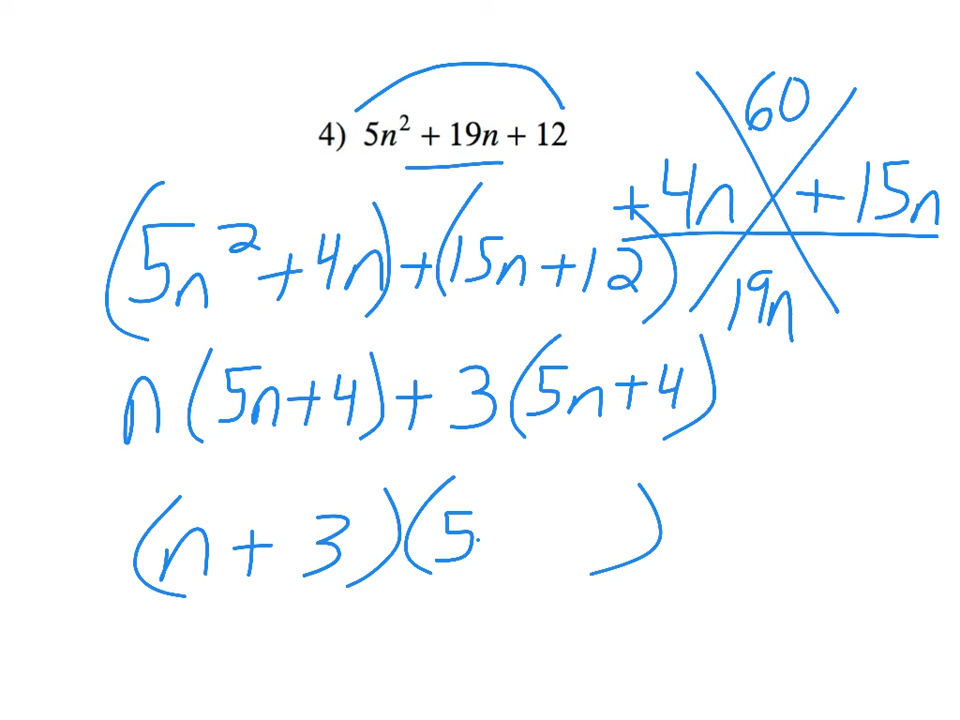 60
4) 5n² + 19n + 12
+4n +15n
(5n² + 4n) + (15n + 12)
19n
n(5n + 4) + 3(5n + 4)
(n + 3)(5 )